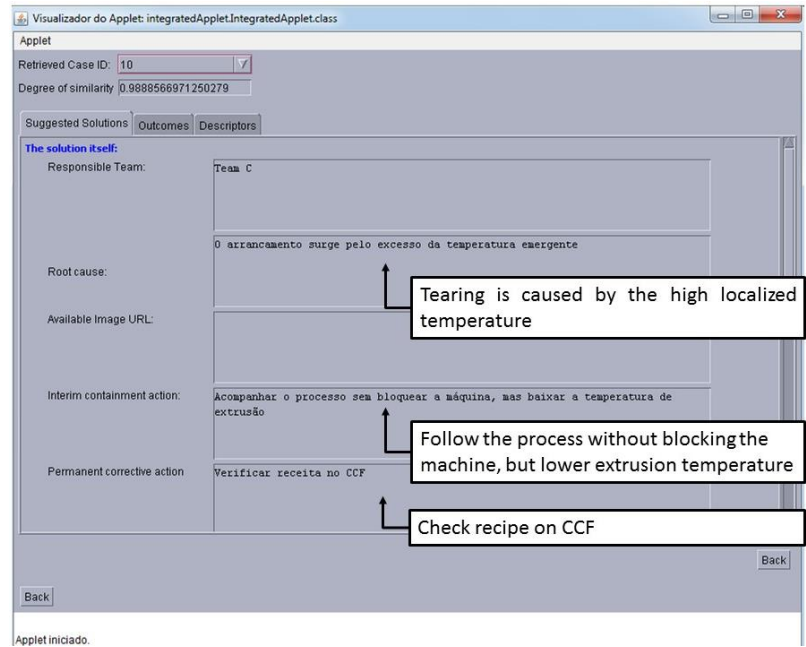 Visualizador do Applet: integratedApplet.IntegratedApplet.class
Applet
Retrieved Case ID: 10
Degree of similarity 0.9888566971250279
Suggested Solutions Outcomes Descriptors
The solution itself:
Responsible Team: Team C
O arrancamento surge pelo excesso da temperatura emergente
Root cause:
Tearing is caused by the high localized
temperature
Available Image URL:
Interim containment action: Acompanhar o processo sem bloquear a máquina, mas baixar a temperatura de
extrusão
Follow the process without blocking the
machine, but lower extrusion temperature
Permanent corrective action Verificar receita no CCF
Check recipe on CCF
Back
Back
Applet iniciado.